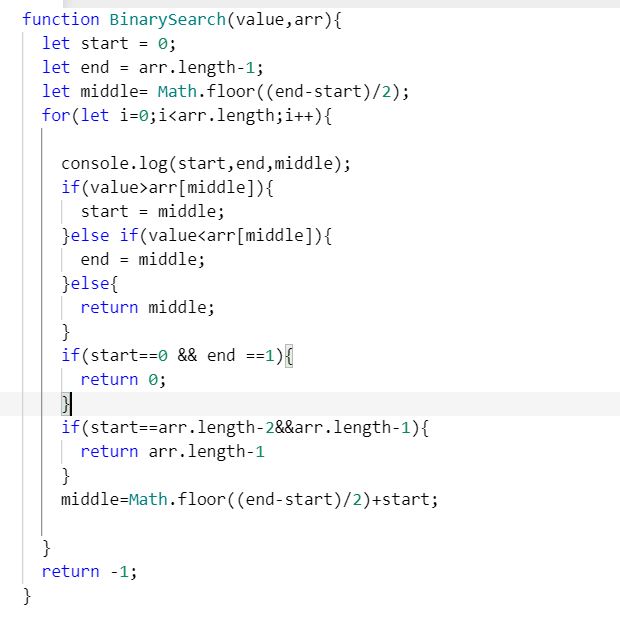 function BinarySearch(value,arr){
let start = 0;
let end = arr.length-1;
let middle= Math.floor((end-start)/2);
for(let i=0;i<arr.length;i++){
console.log(start,end,middle);
if(value>arr[middle]){
start = middle;
}else if(value<arr[middle]){
end = middle;
}else{
return middle;
}
if(start==0 && end ==1){
return 0;
}
if(start==arr.length-2&&arr.length-1){
return arr.length-1
}
middle=Math.floor((end-start)/2)+start;
}
return -1;
}